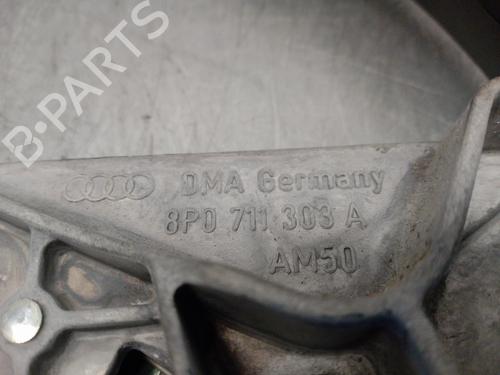 B-PARTS
DMA Germany
8P0 711 303 A
AM50